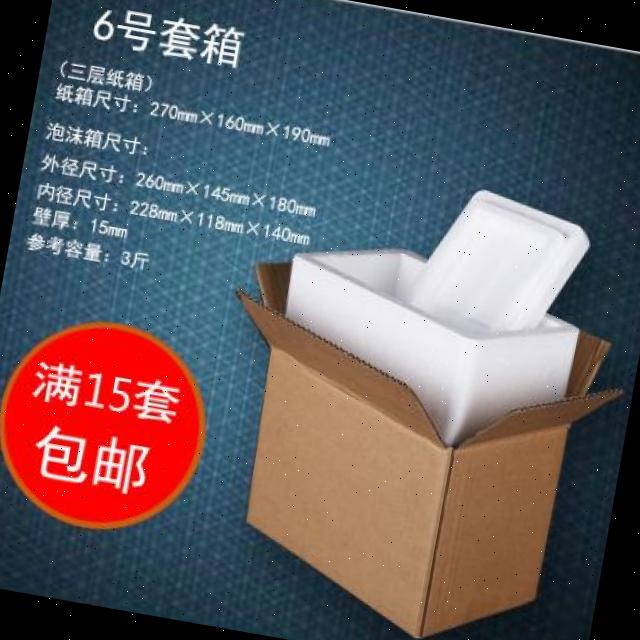 6号套箱
（三层纸箱）
纸箱尺寸：270mm×160mm×190mm
泡沫箱尺寸：
外径尺寸：260mm×145mm×180mm
内径尺寸：228mm×118mm×140mm
壁厚：15mm
参考容量：3斤
满15套
包邮